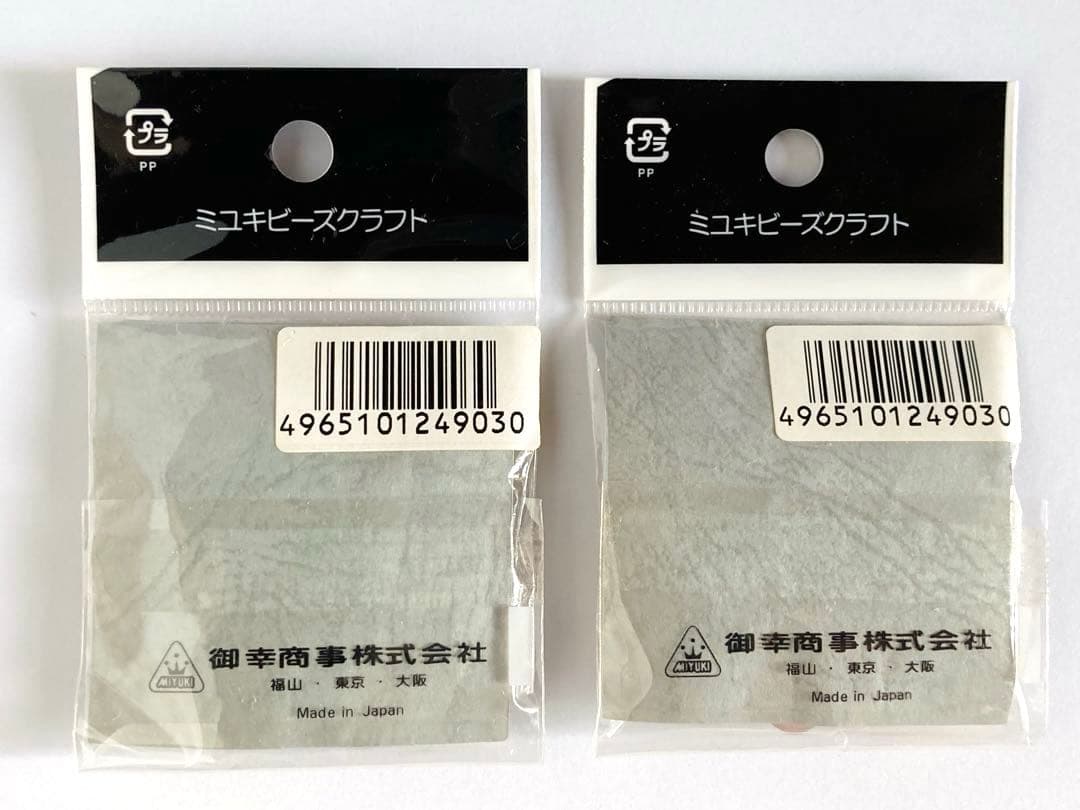 プラ
PP
ミユキビーズクラフト
4965101249030
MIYUKI
御幸商事株式会社
福山・東京・大阪
Made in Japan
プラ
PP
ミユキビーズクラフト
4965101249030
MIYUKI
御幸商事株式会社
福山・東京・大阪
Made in Japan